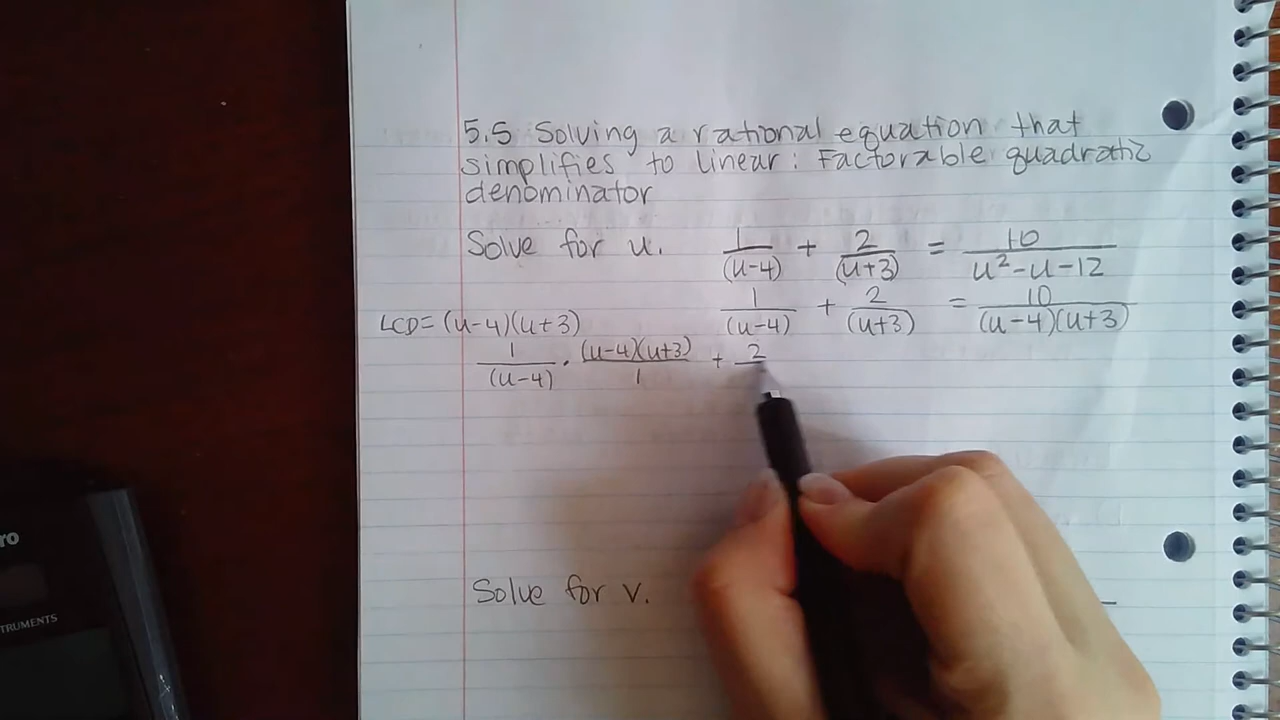 5.5 Solving a rational equation that
simplifies to linear: Factorable quadratic
denominator
Solve for u. 1/(u-4) + 2/(u+3) = 10/u²-u-12
1/(u-4) + 2/(u+3) = 10/(u-4)(u+3)
LCD=(u-4)(u+3)
1/(u-4) · (u-4)(u+3)/1 + 2/
Solve for v.
ro
TRUMENTS